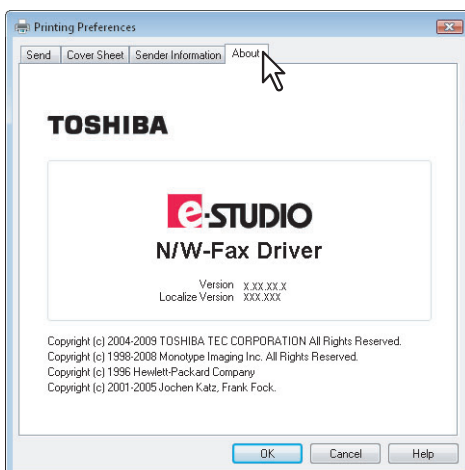 Printing Preferences
Send Cover Sheet Sender Information About
TOSHIBA
e-STUDIO
N/W-Fax Driver
Version X.XX.XX.X
Localize Version XXX.XXX
Copyright (c) 2004-2009 TOSHIBA TEC CORPORATION All Rights Reserved.
Copyright (c) 1998-2008 Monotype Imaging Inc. All Rights Reserved.
Copyright (c) 1996 Hewlett-Packard Company
Copyright (c) 2001-2005 Jochen Katz, Frank Fock.
OK Cancel Help